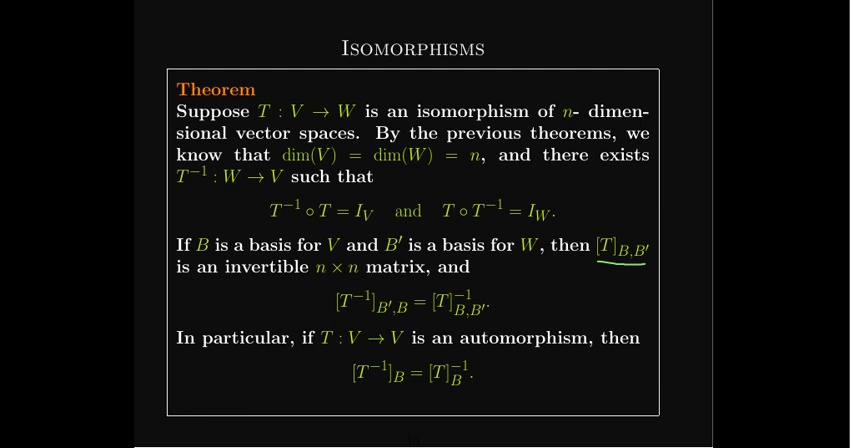 Isomorphisms
Theorem
Suppose T : V → W is an isomorphism of n- dimen-
sional vector spaces. By the previous theorems, we
know that dim(V) = dim(W) = n, and there exists
T⁻¹ : W → V such that
T⁻¹ ∘ T = I_V and T ∘ T⁻¹ = I_W.
If B is a basis for V and B′ is a basis for W, then [T]_{B,B′}
is an invertible n × n matrix, and
[T⁻¹]_{B′,B} = [T]⁻¹_{B,B′}.
In particular, if T : V → V is an automorphism, then
[T⁻¹]_B = [T]⁻¹_B.